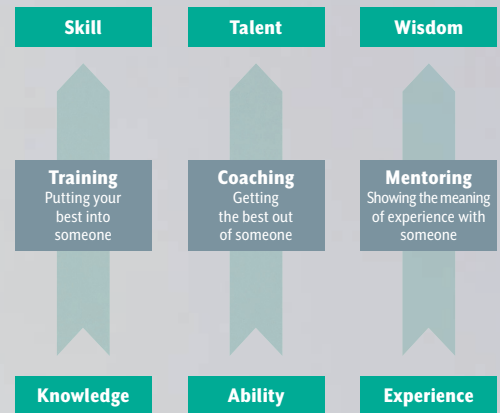 Skill
Talent
Wisdom
Training
Putting your
best into
someone
Coaching
Getting
the best out
of someone
Mentoring
Showing the meaning
of experience with
someone
Knowledge
Ability
Experience